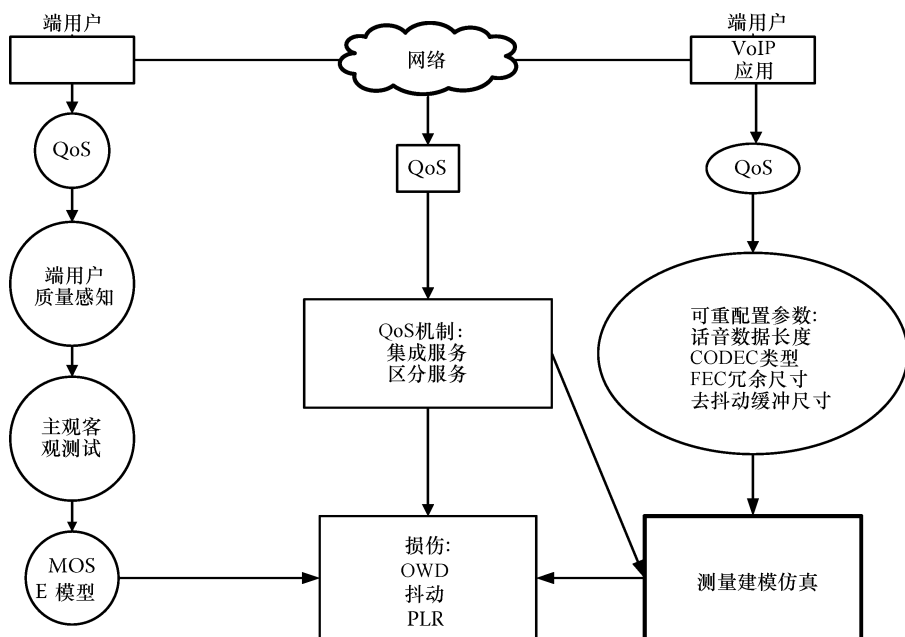 端用户
网络
端用户
VoIP
应用
QoS
QoS
QoS
端用户
质量感知
QoS机制:
集成服务
区分服务
可重配置参数:
话音数据长度
CODEC类型
FEC冗余尺寸
去抖动缓冲尺寸
主观客
观测试
MOS
E 模型
损伤:
OWD
抖动
PLR
测量建模仿真